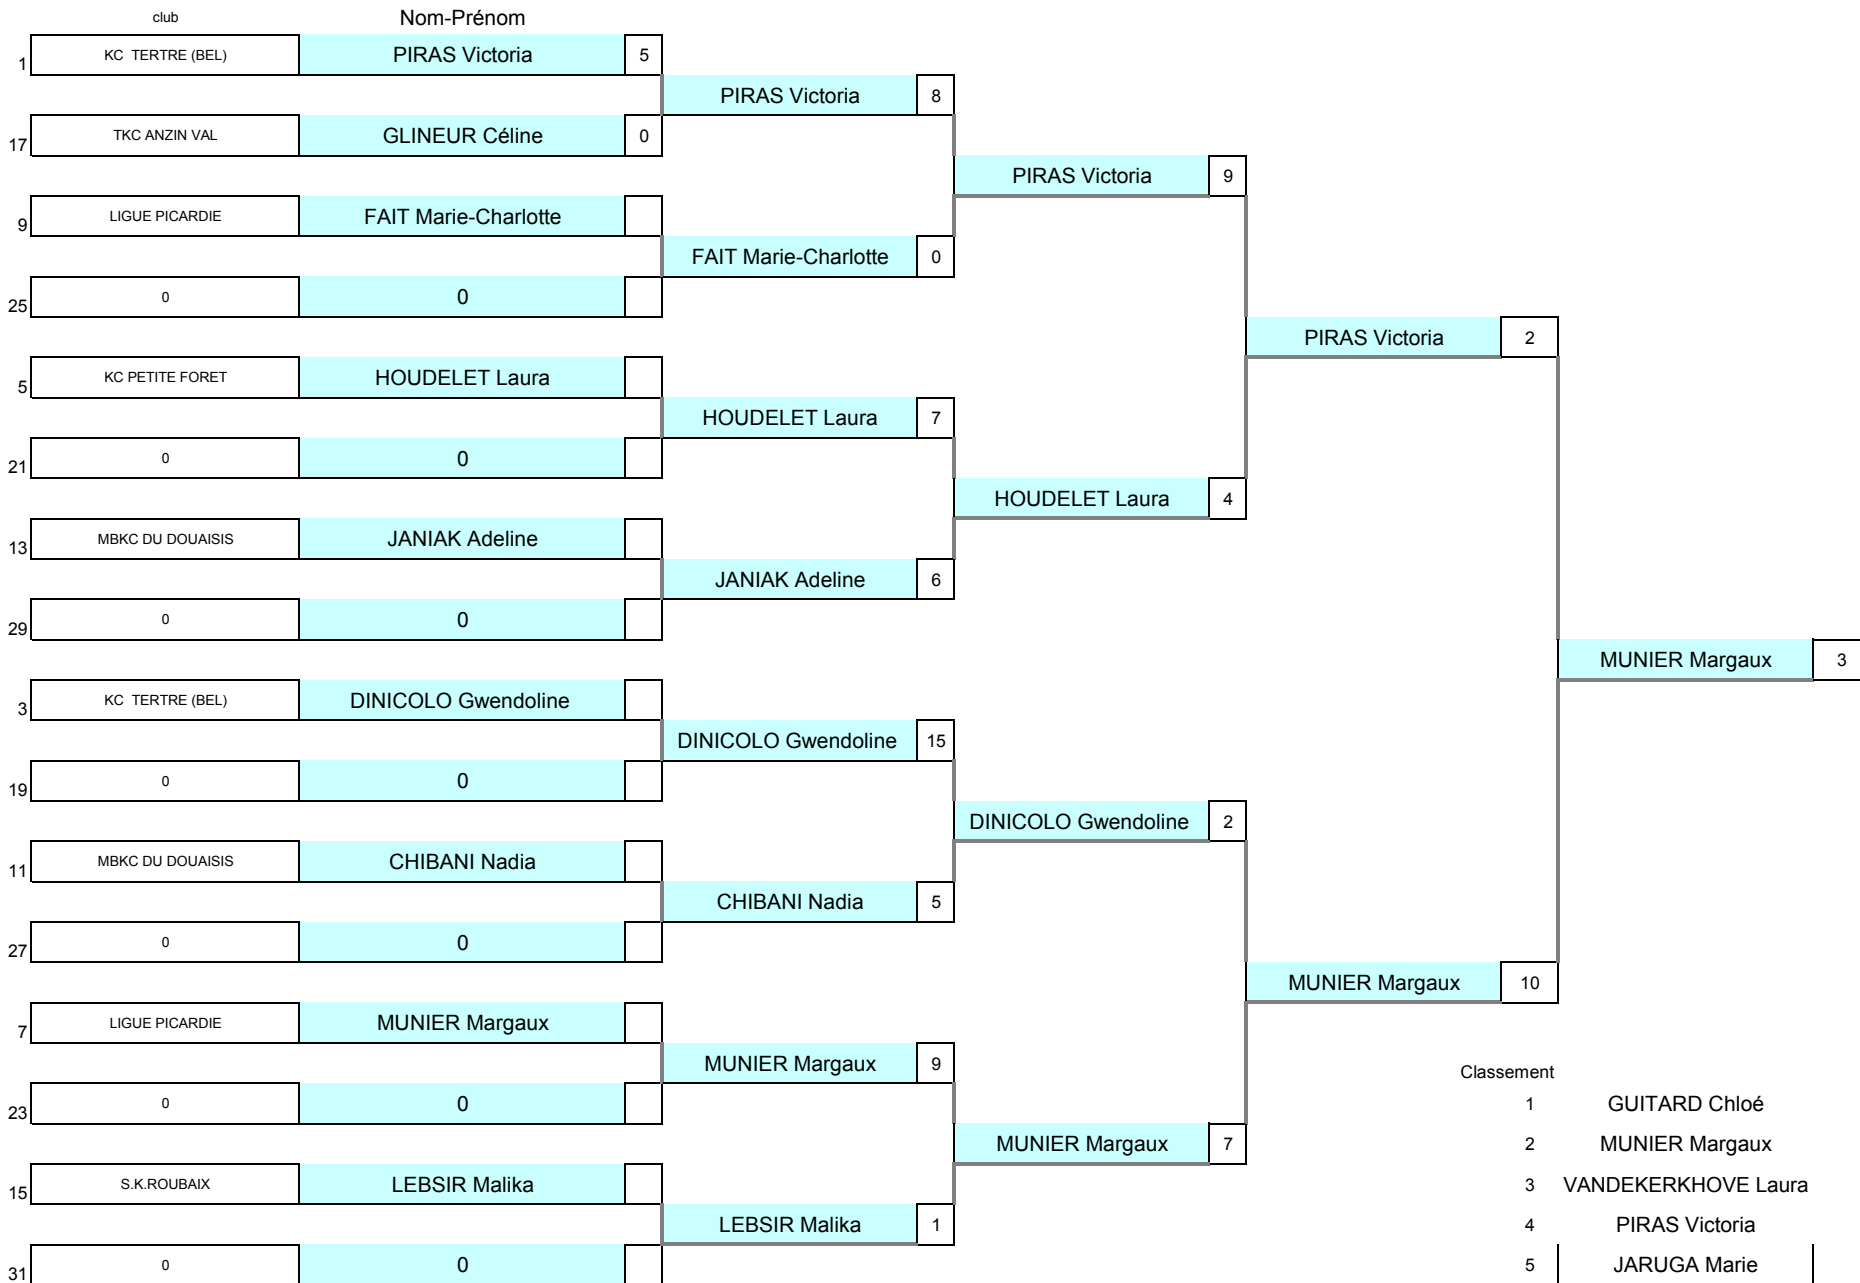 club Nom-Prénom
1 KC TERTRE (BEL) PIRAS Victoria 5
PIRAS Victoria 8
17 TKC ANZIN VAL GLINEUR Céline 0
PIRAS Victoria 9
9 LIGUE PICARDIE FAIT Marie-Charlotte
FAIT Marie-Charlotte 0
25 0 0
PIRAS Victoria 2
5 KC PETITE FORET HOUDELET Laura
HOUDELET Laura 7
21 0 0
HOUDELET Laura 4
13 MBKC DU DOUAISIS JANIAK Adeline
JANIAK Adeline 6
29 0 0
MUNIER Margaux 3
3 KC TERTRE (BEL) DINICOLO Gwendoline
DINICOLO Gwendoline 15
19 0 0
DINICOLO Gwendoline 2
11 MBKC DU DOUAISIS CHIBANI Nadia
CHIBANI Nadia 5
27 0 0
MUNIER Margaux 10
7 LIGUE PICARDIE MUNIER Margaux
MUNIER Margaux 9
Classement
23 0 0
1 GUITARD Chloé
MUNIER Margaux 7
2 MUNIER Margaux
15 S.K.ROUBAIX LEBSIR Malika
3 VANDEKERKHOVE Laura
LEBSIR Malika 1
4 PIRAS Victoria
31 0 0
5 JARUGA Marie